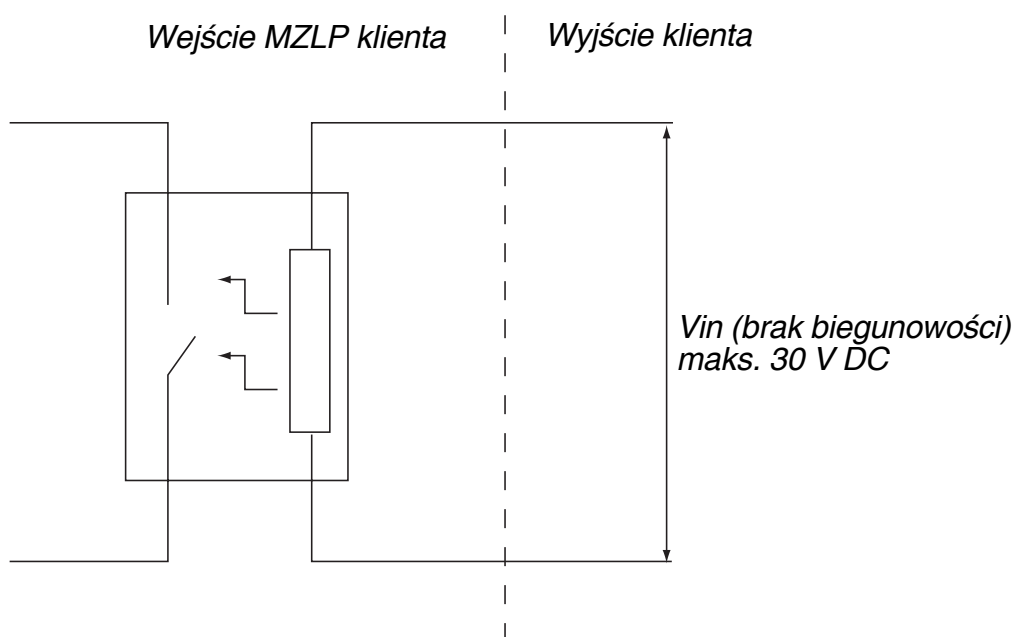 Wejście MZLP klienta
Wyjście klienta
Vin (brak biegunowości)
maks. 30 V DC